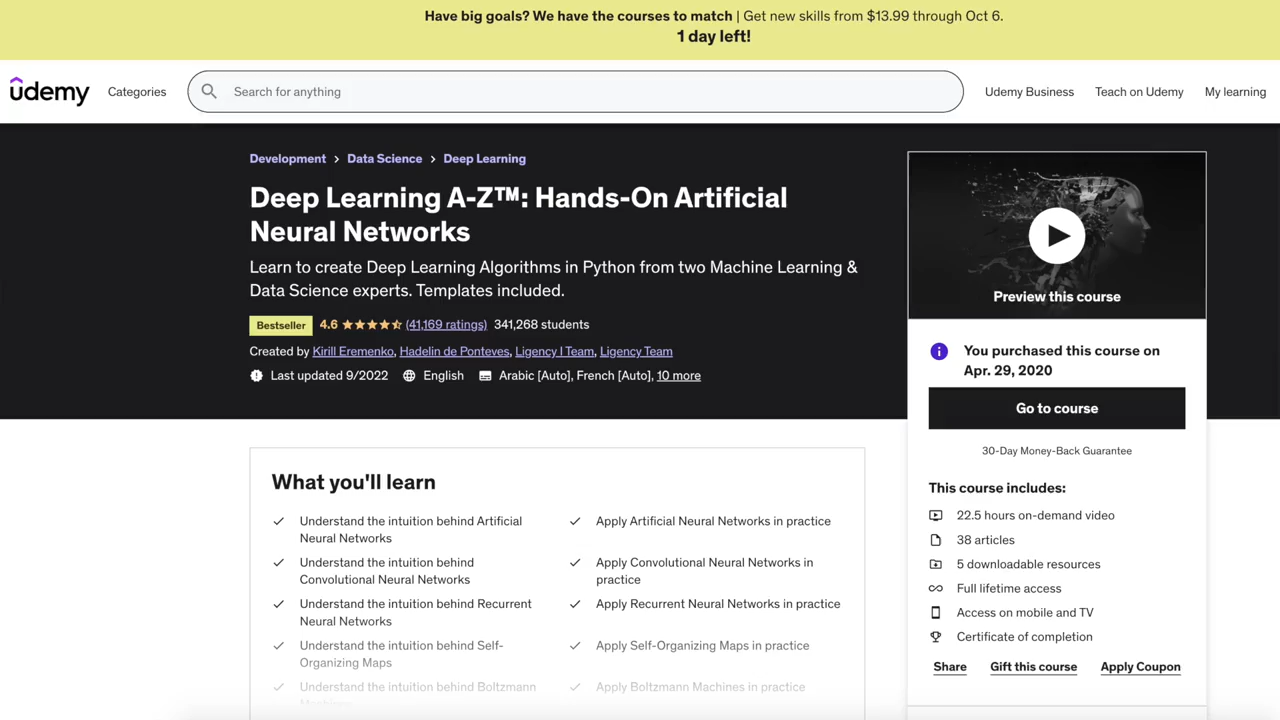 Have big goals? We have the courses to match | Get new skills from $13.99 through Oct 6.
1 day left!
ûdemy
Categories
Search for anything
Udemy Business
Teach on Udemy
My learning
Development > Data Science > Deep Learning
Deep Learning A-Z™: Hands-On Artificial
Neural Networks
Learn to create Deep Learning Algorithms in Python from two Machine Learning &
Data Science experts. Templates included.
Bestseller 4.6 (41,169 ratings) 341,268 students
Created by Kirill Eremenko, Hadelin de Ponteves, Ligency I Team, Ligency Team
Last updated 9/2022 English Arabic [Auto], French [Auto], 10 more
Preview this course
You purchased this course on
Apr. 29, 2020
Go to course
30-Day Money-Back Guarantee
This course includes:
22.5 hours on-demand video
38 articles
5 downloadable resources
Full lifetime access
Access on mobile and TV
Certificate of completion
Share Gift this course Apply Coupon
What you'll learn
Understand the intuition behind Artificial
Neural Networks
Apply Artificial Neural Networks in practice
Understand the intuition behind
Convolutional Neural Networks
Apply Convolutional Neural Networks in
practice
Understand the intuition behind Recurrent
Neural Networks
Apply Recurrent Neural Networks in practice
Understand the intuition behind Self-
Organizing Maps
Apply Self-Organizing Maps in practice
Understand the intuition behind Boltzmann
Machines
Apply Boltzmann Machines in practice